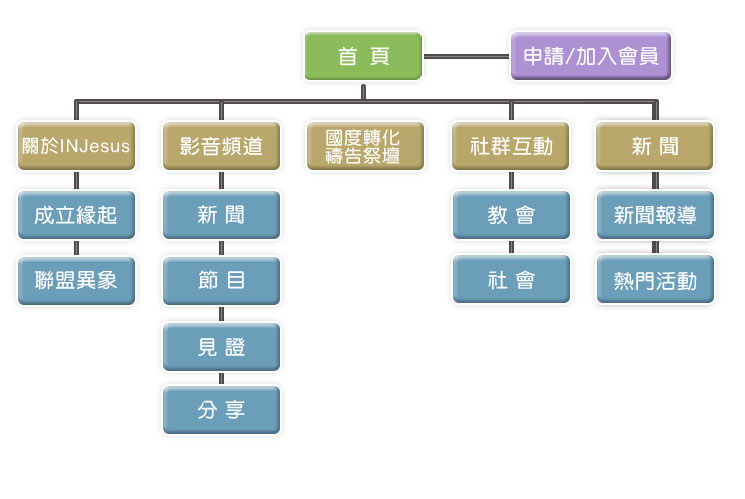 首 頁
申請/加入會員
關於INJesus
影音頻道
國度轉化
禱告祭壇
社群互動
新 聞
成立緣起
新 聞
教 會
新聞報導
聯盟異象
節 目
社 會
熱門活動
見 證
分 享